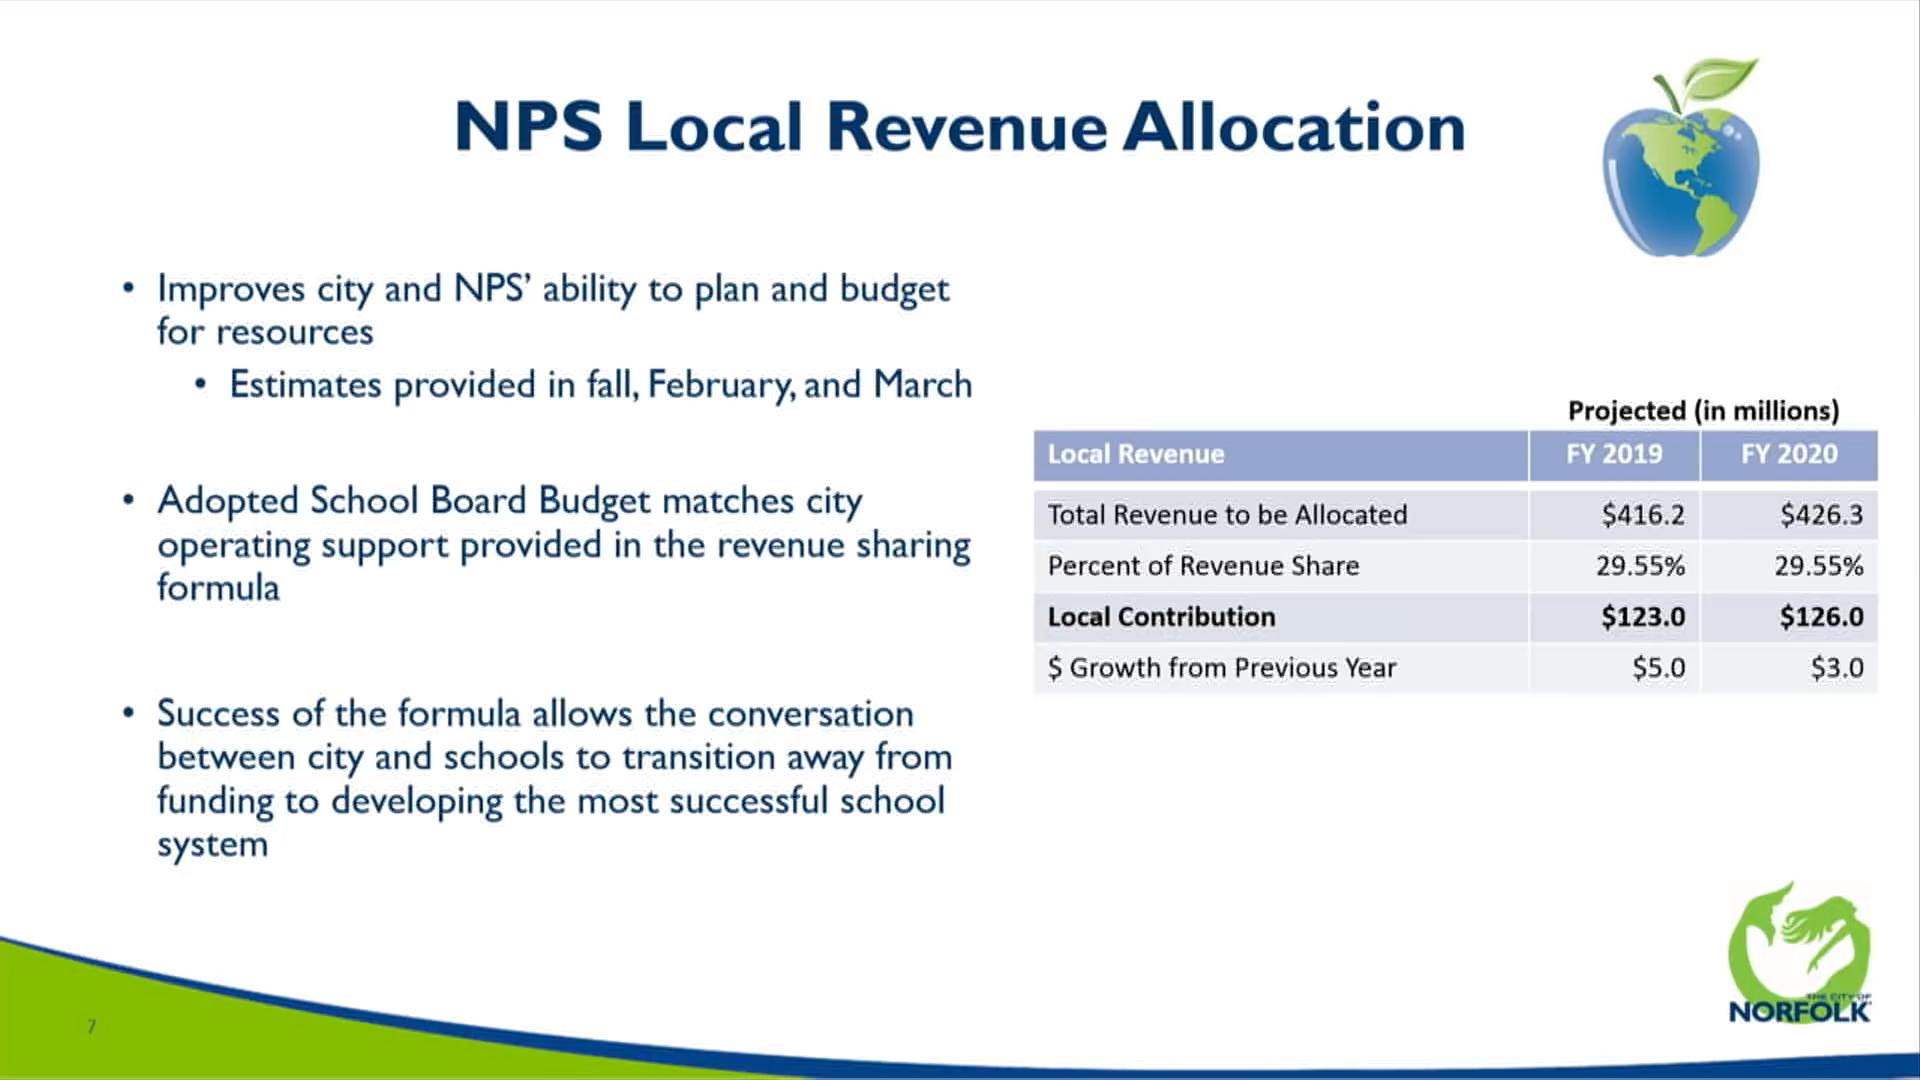 NPS Local Revenue Allocation
• Improves city and NPS’ ability to plan and budget
for resources
• Estimates provided in fall, February, and March
• Adopted School Board Budget matches city
operating support provided in the revenue sharing
formula
• Success of the formula allows the conversation
between city and schools to transition away from
funding to developing the most successful school
system
Projected (in millions)
Local Revenue FY 2019 FY 2020
Total Revenue to be Allocated $416.2 $426.3
Percent of Revenue Share 29.55% 29.55%
Local Contribution $123.0 $126.0
$ Growth from Previous Year $5.0 $3.0
THE CITY OF
NORFOLK
7